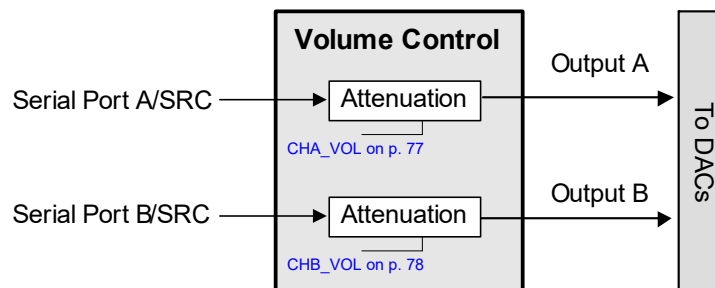 Volume Control
Serial Port A/SRC
Attenuation
CHA_VOL on p. 77
Output A
Serial Port B/SRC
Attenuation
CHB_VOL on p. 78
Output B
To DACs